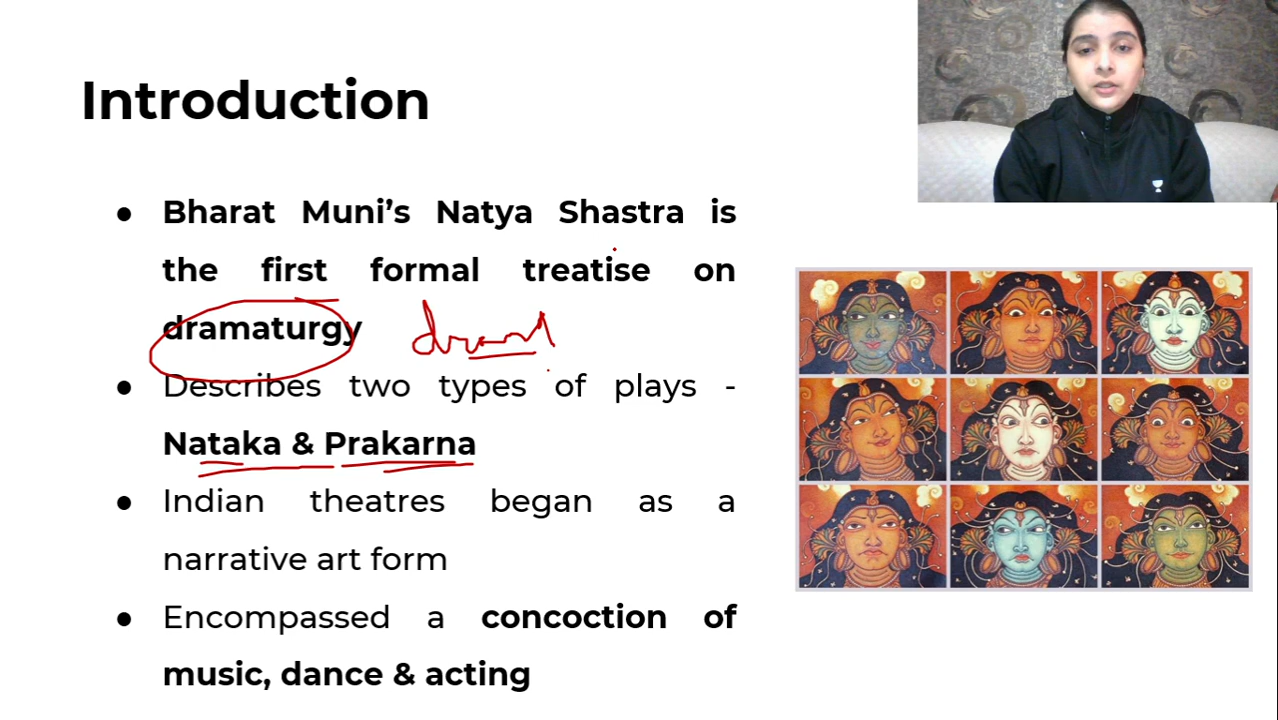 Introduction
● Bharat Muni’s Natya Shastra is
the first formal treatise on
dramaturgy
● Describes two types of plays -
Nataka & Prakarna
● Indian theatres began as a
narrative art form
● Encompassed a concoction of
music, dance & acting